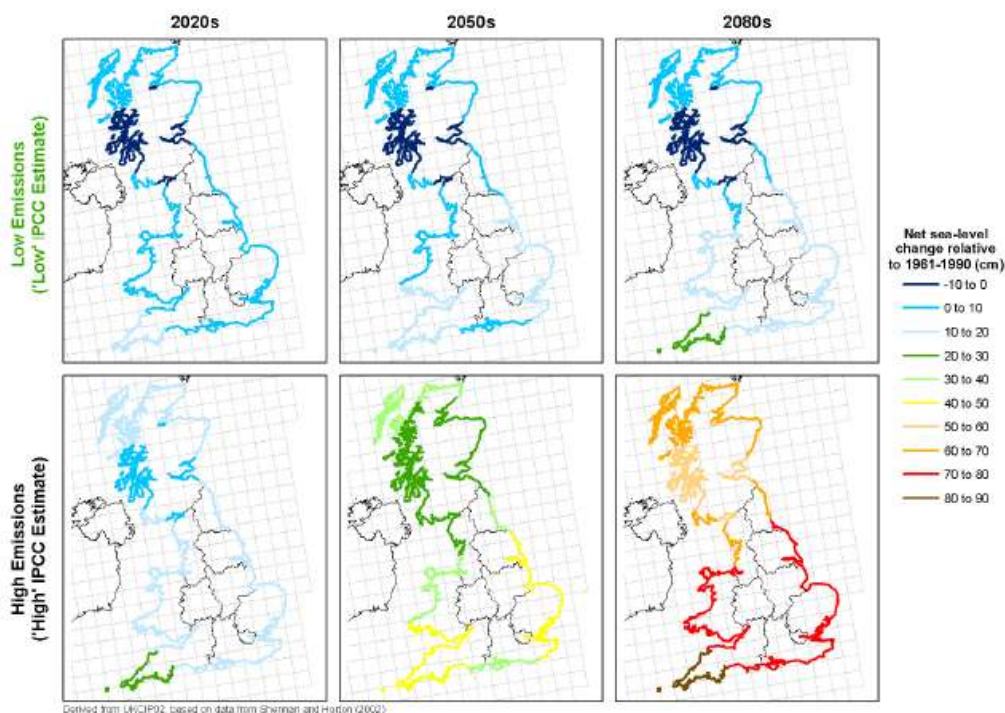 2020s
2050s
2080s
Low Emissions
('Low' PCC Estimate)
High Emissions
('High' IPCC Estimate)
Net sea-level
change relative
to 1961-1990 (cm)
-10 to 0
0 to 10
10 to 20
20 to 30
30 to 40
40 to 50
50 to 60
60 to 70
70 to 80
80 to 90
Derived from UKCIP02, based on data from Shennan and Horton (2002)